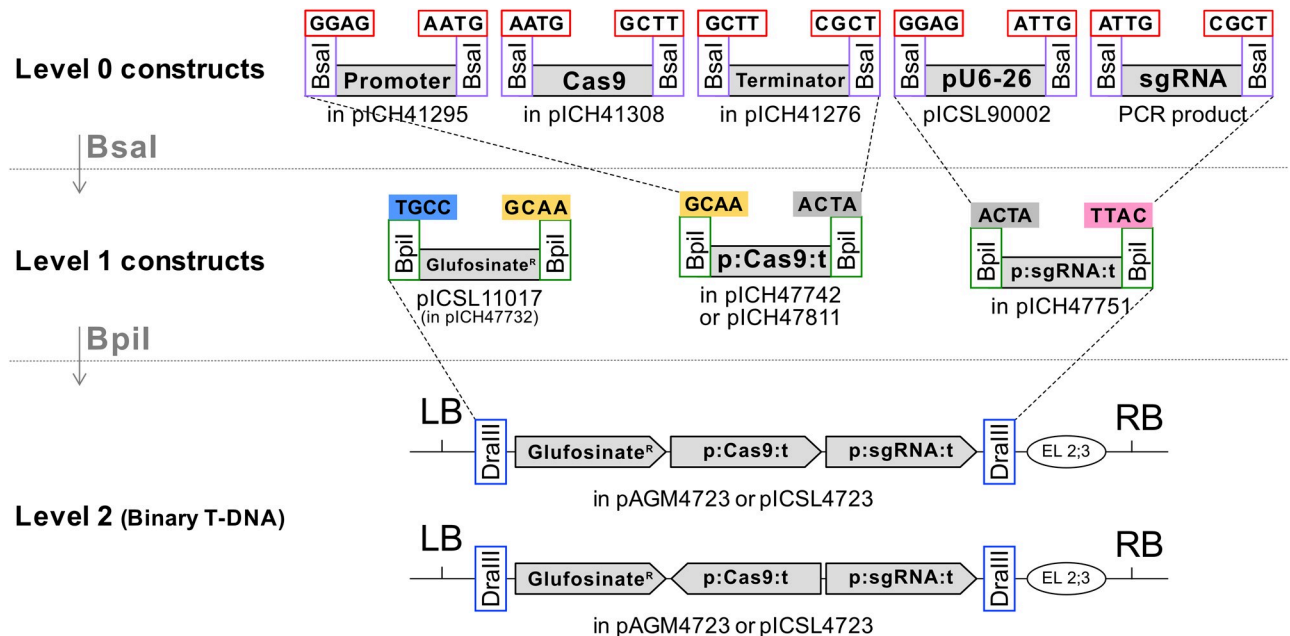 GGAG AATG AATG GCTT GCTT CGCT GGAG ATTG ATTG CGCT
Level 0 constructs
BsaI Promoter BsaI BsaI Cas9 BsaI BsaI Terminator BsaI BsaI pU6-26 BsaI BsaI sgRNA BsaI
in pICH41295 in pICH41308 in pICH41276 pICSL90002 PCR product
BsaI
TGCC GCAA GCAA ACTA ACTA TTAC
Level 1 constructs
BpiI Glufosinateᴿ BpiI BpiI p:Cas9:t BpiI BpiI p:sgRNA:t BpiI
pICSL11017 in pICH47742 in pICH47751
(in pICH47732) or pICH47811
BpiI
LB RB
DraIII Glufosinateᴿ p:Cas9:t p:sgRNA:t DraIII EL 2;3
in pAGM4723 or pICSL4723
Level 2 (Binary T-DNA)
LB RB
DraIII Glufosinateᴿ p:Cas9:t p:sgRNA:t DraIII EL 2;3
in pAGM4723 or pICSL4723